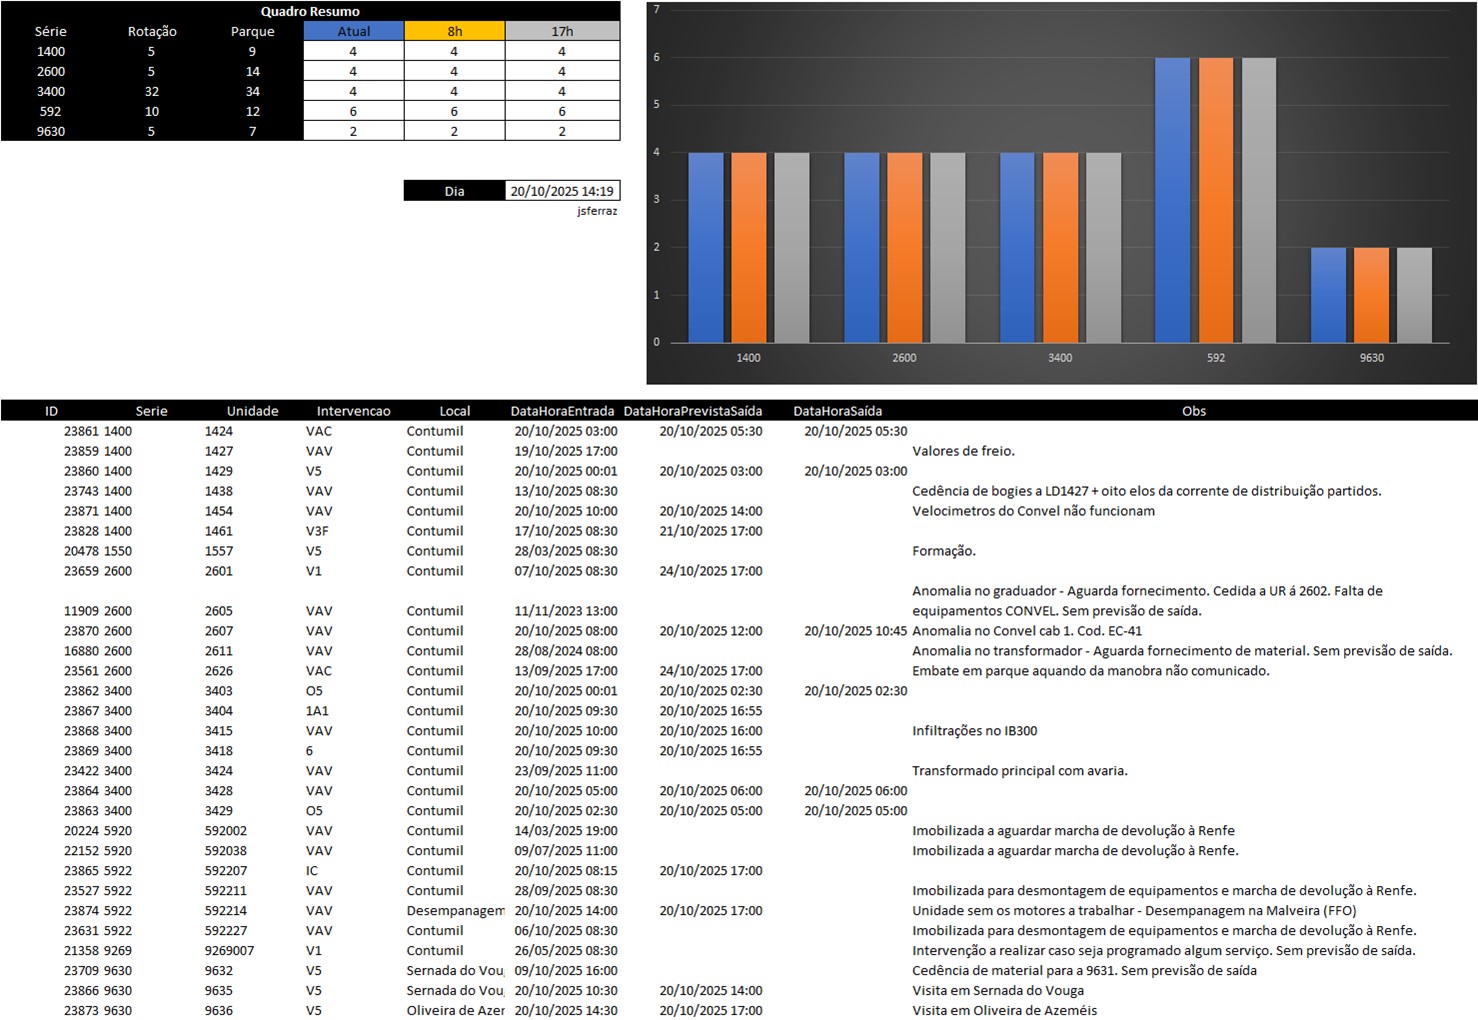 Quadro Resumo
Série Rotação Parque Atual 8h 17h
1400 5 9 4 4 4
2600 5 14 4 4 4
3400 32 34 4 4 4
592 10 12 6 6 6
9630 5 7 2 2 2
Dia 20/10/2025 14:19
jsferraz
7
6
5
4
3
2
1
0
1400 2600 3400 592 9630
ID Serie Unidade Intervencao Local DataHoraEntrada DataHoraPrevistaSaída DataHoraSaída Obs
23861 1400 1424 VAC Contumil 20/10/2025 03:00 20/10/2025 05:30 20/10/2025 05:30
23859 1400 1427 VAV Contumil 19/10/2025 17:00 Valores de freio.
23860 1400 1429 V5 Contumil 20/10/2025 00:01 20/10/2025 03:00 20/10/2025 03:00
23743 1400 1438 VAV Contumil 13/10/2025 08:30 Cedência de bogies a LD1427 + oito elos da corrente de distribuição partidos.
23871 1400 1454 VAV Contumil 20/10/2025 10:00 20/10/2025 14:00 Velocimetros do Convel não funcionam
23828 1400 1461 V3F Contumil 17/10/2025 08:30 21/10/2025 17:00
20478 1550 1557 V5 Contumil 28/03/2025 08:30 Formação.
23659 2600 2601 V1 Contumil 07/10/2025 08:30 24/10/2025 17:00
Anomalia no graduador - Aguarda fornecimento. Cedida a UR á 2602. Falta de
11909 2600 2605 VAV Contumil 11/11/2023 13:00 equipamentos CONVEL. Sem previsão de saída.
23870 2600 2607 VAV Contumil 20/10/2025 08:00 20/10/2025 12:00 20/10/2025 10:45 Anomalia no Convel cab 1. Cod. EC-41
16880 2600 2611 VAV Contumil 28/08/2024 08:00 Anomalia no transformador - Aguarda fornecimento de material. Sem previsão de saída.
23561 2600 2626 VAC Contumil 13/09/2025 17:00 24/10/2025 17:00 Embate em parque aquando da manobra não comunicado.
23862 3400 3403 O5 Contumil 20/10/2025 00:01 20/10/2025 02:30 20/10/2025 02:30
23867 3400 3404 1A1 Contumil 20/10/2025 09:30 20/10/2025 16:55
23868 3400 3415 VAV Contumil 20/10/2025 10:00 20/10/2025 16:00 Infiltrações no IB300
23869 3400 3418 6 Contumil 20/10/2025 09:30 20/10/2025 16:55
23422 3400 3424 VAV Contumil 23/09/2025 11:00 Transformado principal com avaria.
23864 3400 3428 VAV Contumil 20/10/2025 05:00 20/10/2025 06:00 20/10/2025 06:00
23863 3400 3429 O5 Contumil 20/10/2025 02:30 20/10/2025 05:00 20/10/2025 05:00
20224 5920 592002 VAV Contumil 14/03/2025 19:00 Imobilizada a aguardar marcha de devolução à Renfe
22152 5920 592038 VAV Contumil 09/07/2025 11:00 Imobilizada a aguardar marcha de devolução à Renfe.
23865 5922 592207 IC Contumil 20/10/2025 08:15 20/10/2025 17:00
23527 5922 592211 VAV Contumil 28/09/2025 08:30 Imobilizada para desmontagem de equipamentos e marcha de devolução à Renfe.
23874 5922 592214 VAV Desempanagem 20/10/2025 14:00 20/10/2025 17:00 Unidade sem os motores a trabalhar - Desempanagem na Malveira (FFO)
23631 5922 592227 VAV Contumil 06/10/2025 08:30 Imobilizada para desmontagem de equipamentos e marcha de devolução à Renfe.
21358 9269 9269007 V1 Contumil 26/05/2025 08:30 Intervenção a realizar caso seja programado algum serviço. Sem previsão de saída.
23709 9630 9632 V5 Sernada do Vou 09/10/2025 16:00 Cedência de material para a 9631. Sem previsão de saída
23866 9630 9635 V5 Sernada do Vou 20/10/2025 10:30 20/10/2025 14:00 Visita em Sernada do Vouga
23873 9630 9636 V5 Oliveira de Azer 20/10/2025 14:30 20/10/2025 17:00 Visita em Oliveira de Azeméis